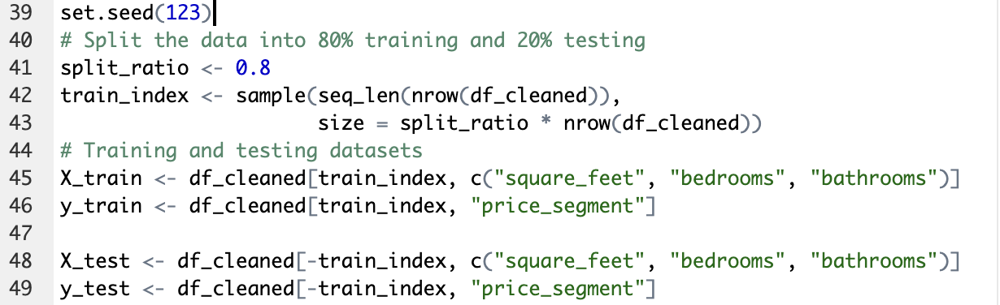 39 set.seed(123)
40 # Split the data into 80% training and 20% testing
41 split_ratio <- 0.8
42 train_index <- sample(seq_len(nrow(df_cleaned)),
43                       size = split_ratio * nrow(df_cleaned))
44 # Training and testing datasets
45 X_train <- df_cleaned[train_index, c("square_feet", "bedrooms", "bathrooms")]
46 y_train <- df_cleaned[train_index, "price_segment"]
47
48 X_test <- df_cleaned[-train_index, c("square_feet", "bedrooms", "bathrooms")]
49 y_test <- df_cleaned[-train_index, "price_segment"]